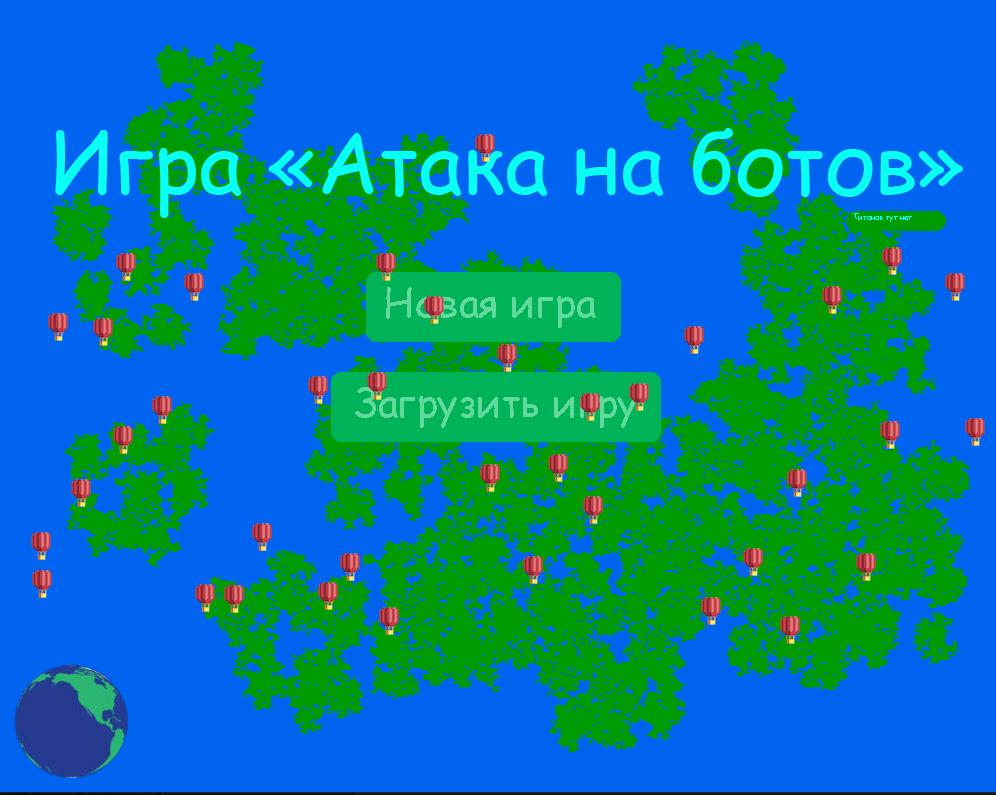 Игра «Атака на ботов»
Титанов тут нет
Новая игра
Загрузить игру